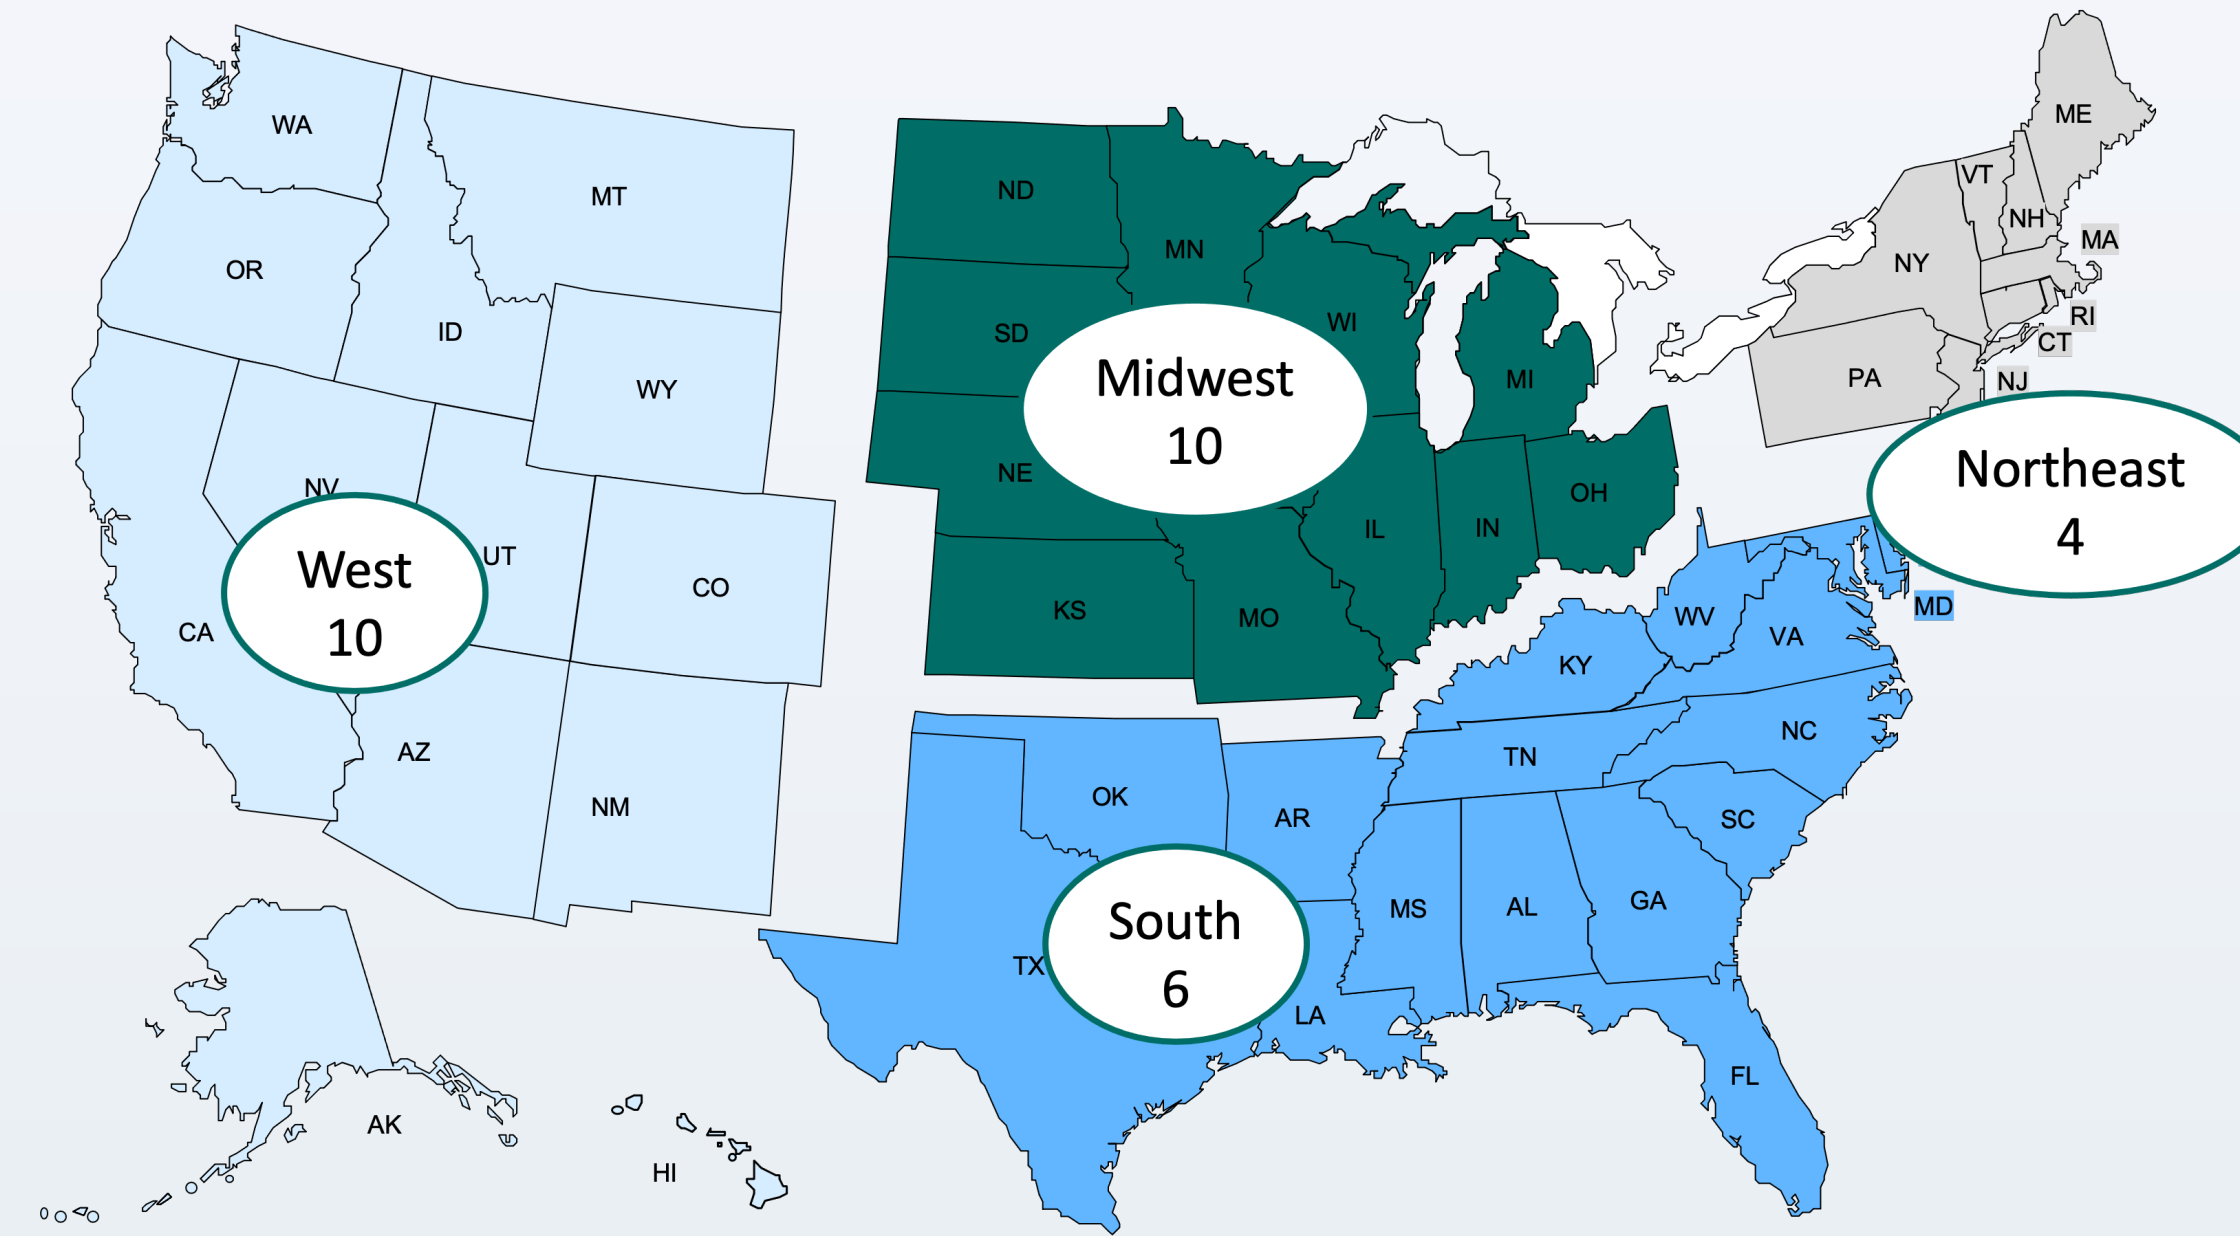 WA
MT
OR
ID
WY
NV
UT
CO
CA
AZ
NM
AK
HI
West
10
ND
MN
SD
WI
MI
NE
IL
IN
OH
KS
MO
Midwest
10
ME
VT
NH
MA
NY
RI
CT
PA
NJ
Northeast
4
MD
WV
VA
KY
NC
TN
OK
AR
SC
MS
AL
GA
TX
LA
FL
South
6